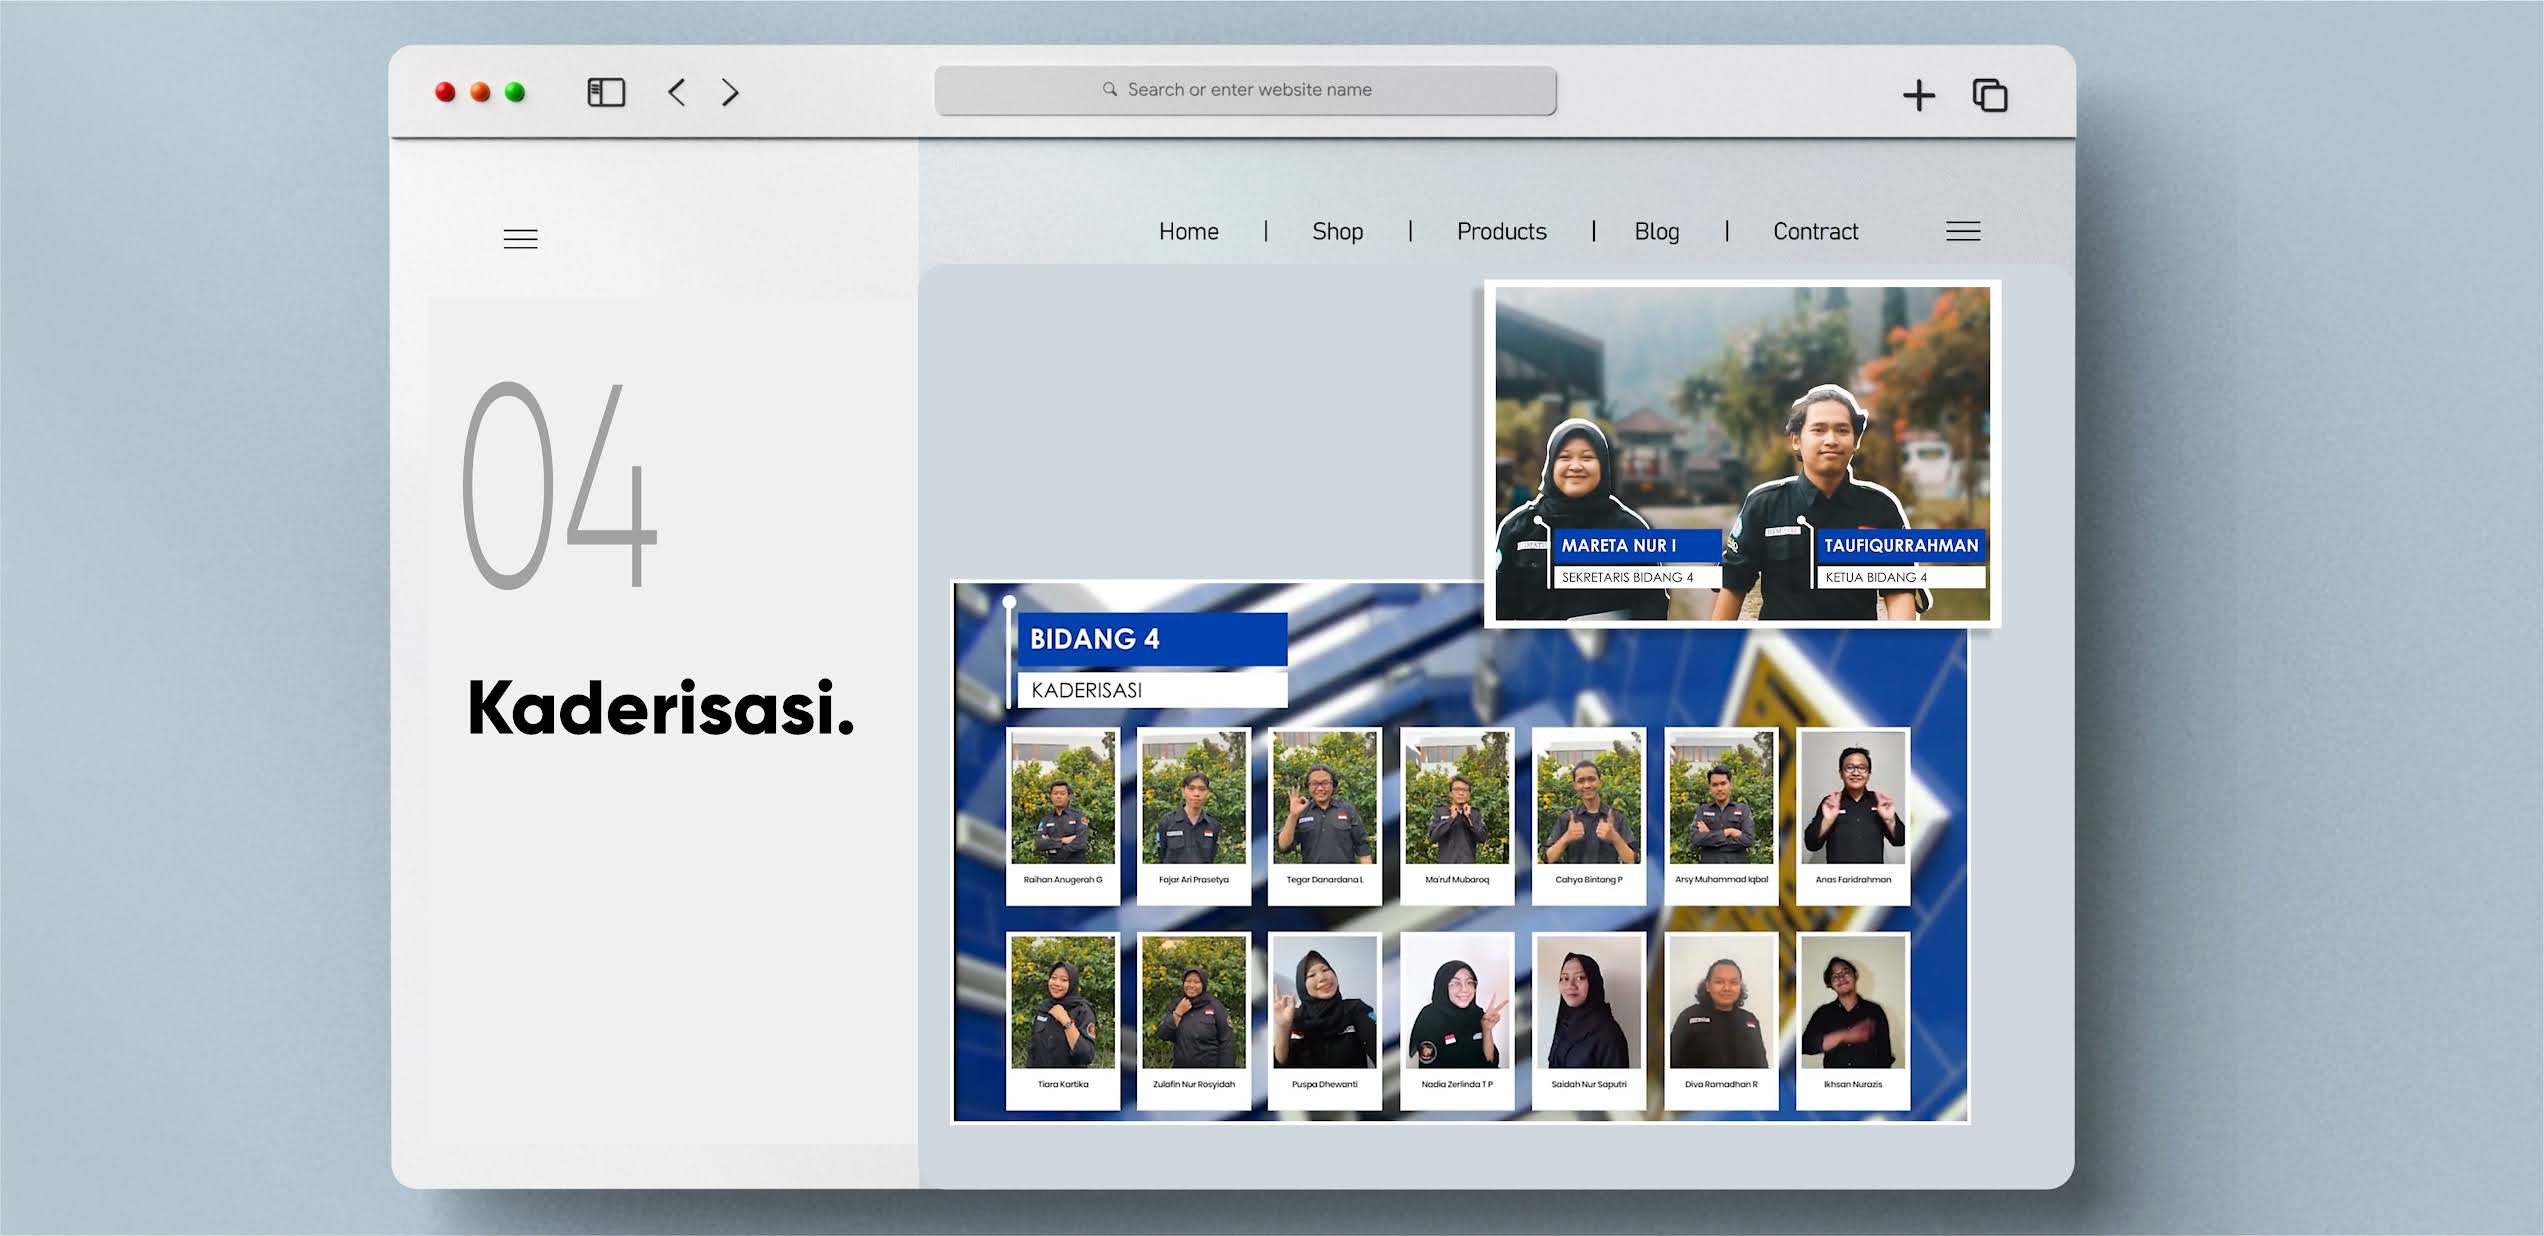 Search or enter website name
Home | Shop | Products | Blog | Contract
04
Kaderisasi.
MARETA NUR I
SEKRETARIS BIDANG 4
TAUFIQURRAHMAN
KETUA BIDANG 4
BIDANG 4
KADERISASI
Raihan Anugerah G
Fajar Ari Prasetya
Tegar Danardana L
Ma'ruf Mubaroq
Cahya Bintang P
Arsy Muhammad Iqbal
Anas Faridrahman
Tiara Kartika
Zulafin Nur Rosyidah
Puspa Dhewanti
Nadia Zerlinda T P
Saidah Nur Saputri
Diva Ramadhan R
Ikhsan Nurazis